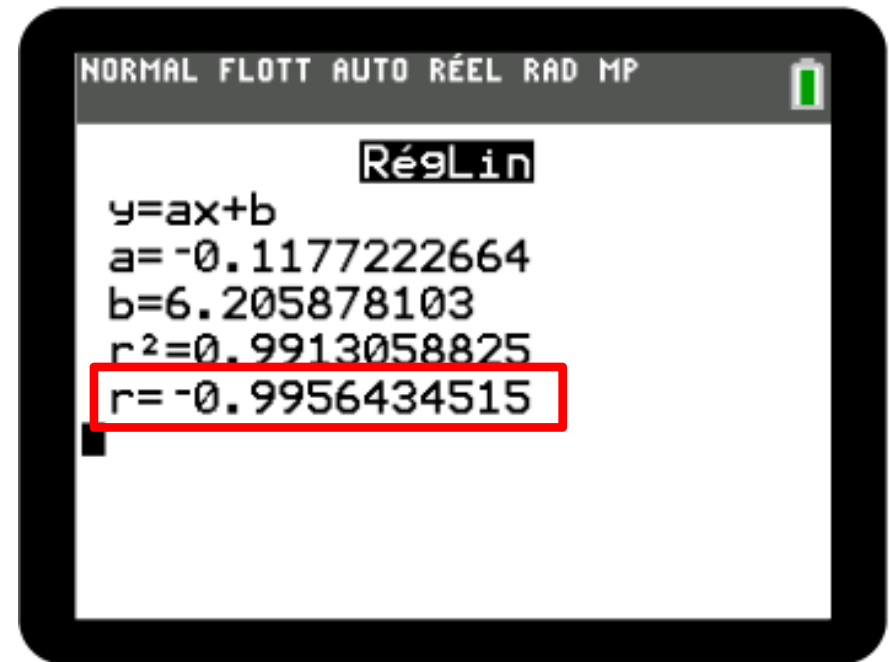 NORMAL FLOTT AUTO RÉEL RAD MP
RégLin
y=ax+b
a=-0.1177222664
b=6.205878103
r²=0.9913058825
r=-0.9956434515